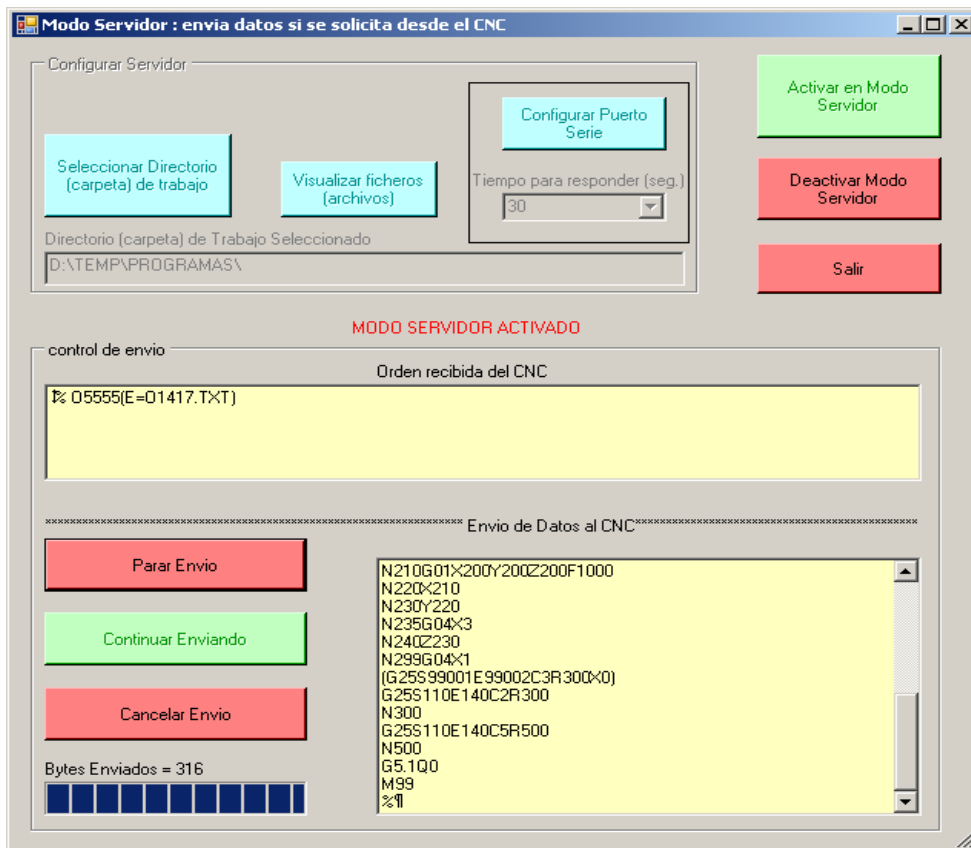 Modo Servidor : envia datos si se solicita desde el CNC
Configurar Servidor
Activar en Modo
Servidor
Configurar Puerto
Serie
Seleccionar Directorio
(carpeta) de trabajo
Visualizar ficheros
(archivos)
Tiempo para responder (seg.)
30
Deactivar Modo
Servidor
Directorio (carpeta) de Trabajo Seleccionado
D:\TEMP\PROGRAMAS\
Salir
MODO SERVIDOR ACTIVADO
control de envio
Orden recibida del CNC
% O5555(E=O1417.TXT)
Envio de Datos al CNC
Parar Envio
Continuar Enviando
Cancelar Envio
Bytes Enviados = 316
N210G01X200Y200Z200F1000
N220X210
N230Y220
N235G04X3
N240Z230
N299G04X1
(G25S99001E99002C3R300X0)
G25S110E140C2R300
N300
G25S110E140C5R500
N500
G5.1Q0
M99
%¶